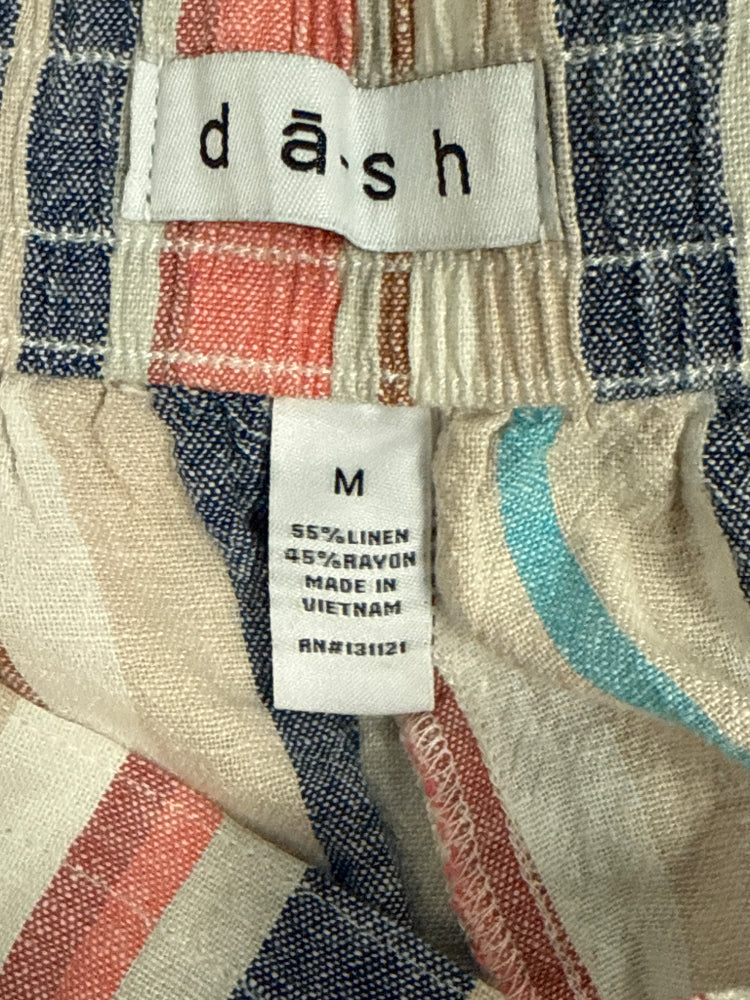 dā·sh
M
55%LINEN
45%RAYON
MADE IN
VIETNAM
RN#131121